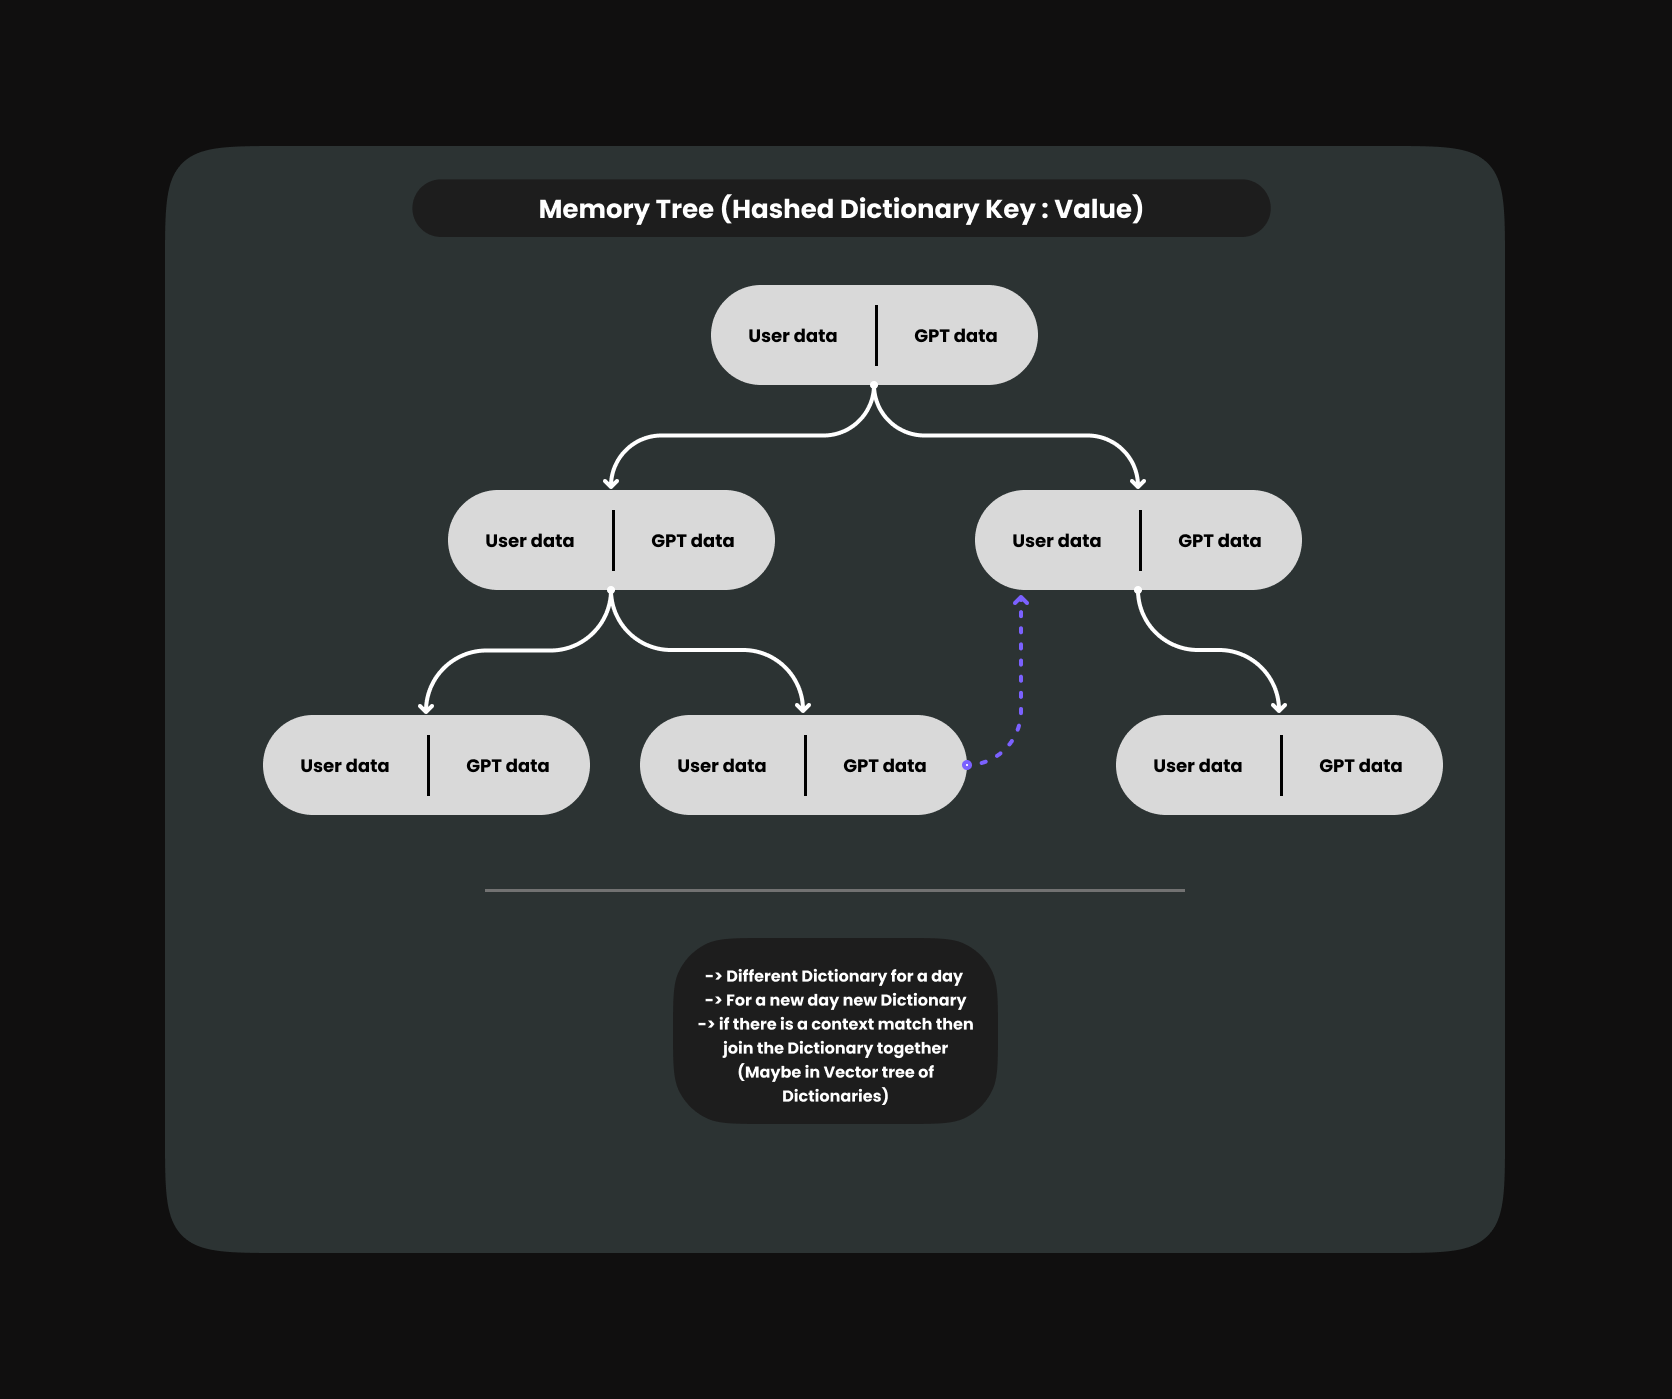 Memory Tree (Hashed Dictionary Key : Value)
User data
GPT data
User data
GPT data
User data
GPT data
User data
GPT data
User data
GPT data
User data
GPT data
-> Different Dictionary for a day
-> For a new day new Dictionary
-> if there is a context match then
join the Dictionary together
(Maybe in Vector tree of
Dictionaries)